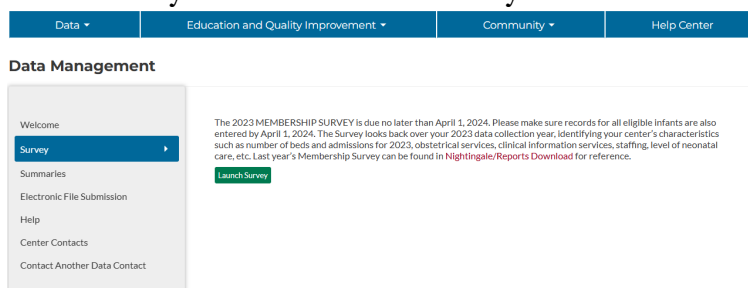 Data
Education and Quality Improvement
Community
Help Center
Data Management
Welcome
Survey
Summaries
Electronic File Submission
Help
Center Contacts
Contact Another Data Contact
The 2023 MEMBERSHIP SURVEY is due no later than April 1, 2024. Please make sure records for all eligible infants are also
entered by April 1, 2024. The Survey looks back over your 2023 data collection year, identifying your center's characteristics
such as number of beds and admissions for 2023, obstetrical services, clinical information services, staffing, level of neonatal
care, etc. Last year's Membership Survey can be found in Nightingale/Reports Download for reference.
Launch Survey